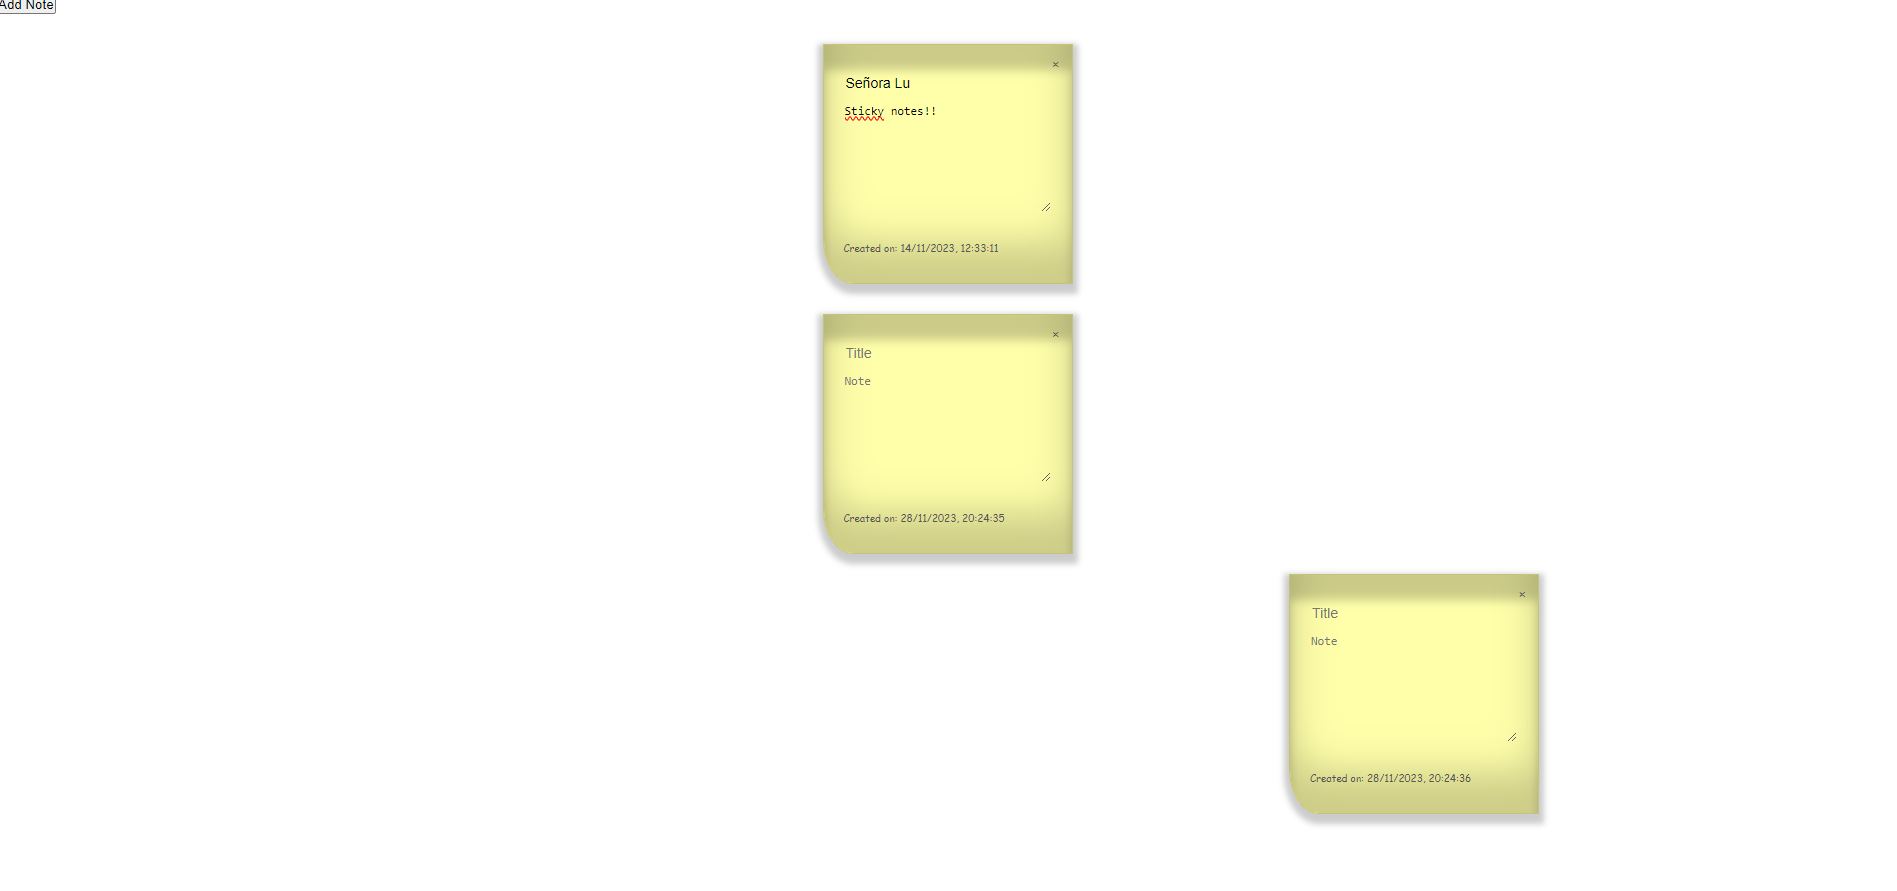 Add Note
×
Señora Lu
Sticky notes!!
Created on: 14/11/2023, 12:33:11
×
Title
Note
Created on: 28/11/2023, 20:24:35
×
Title
Note
Created on: 28/11/2023, 20:24:36